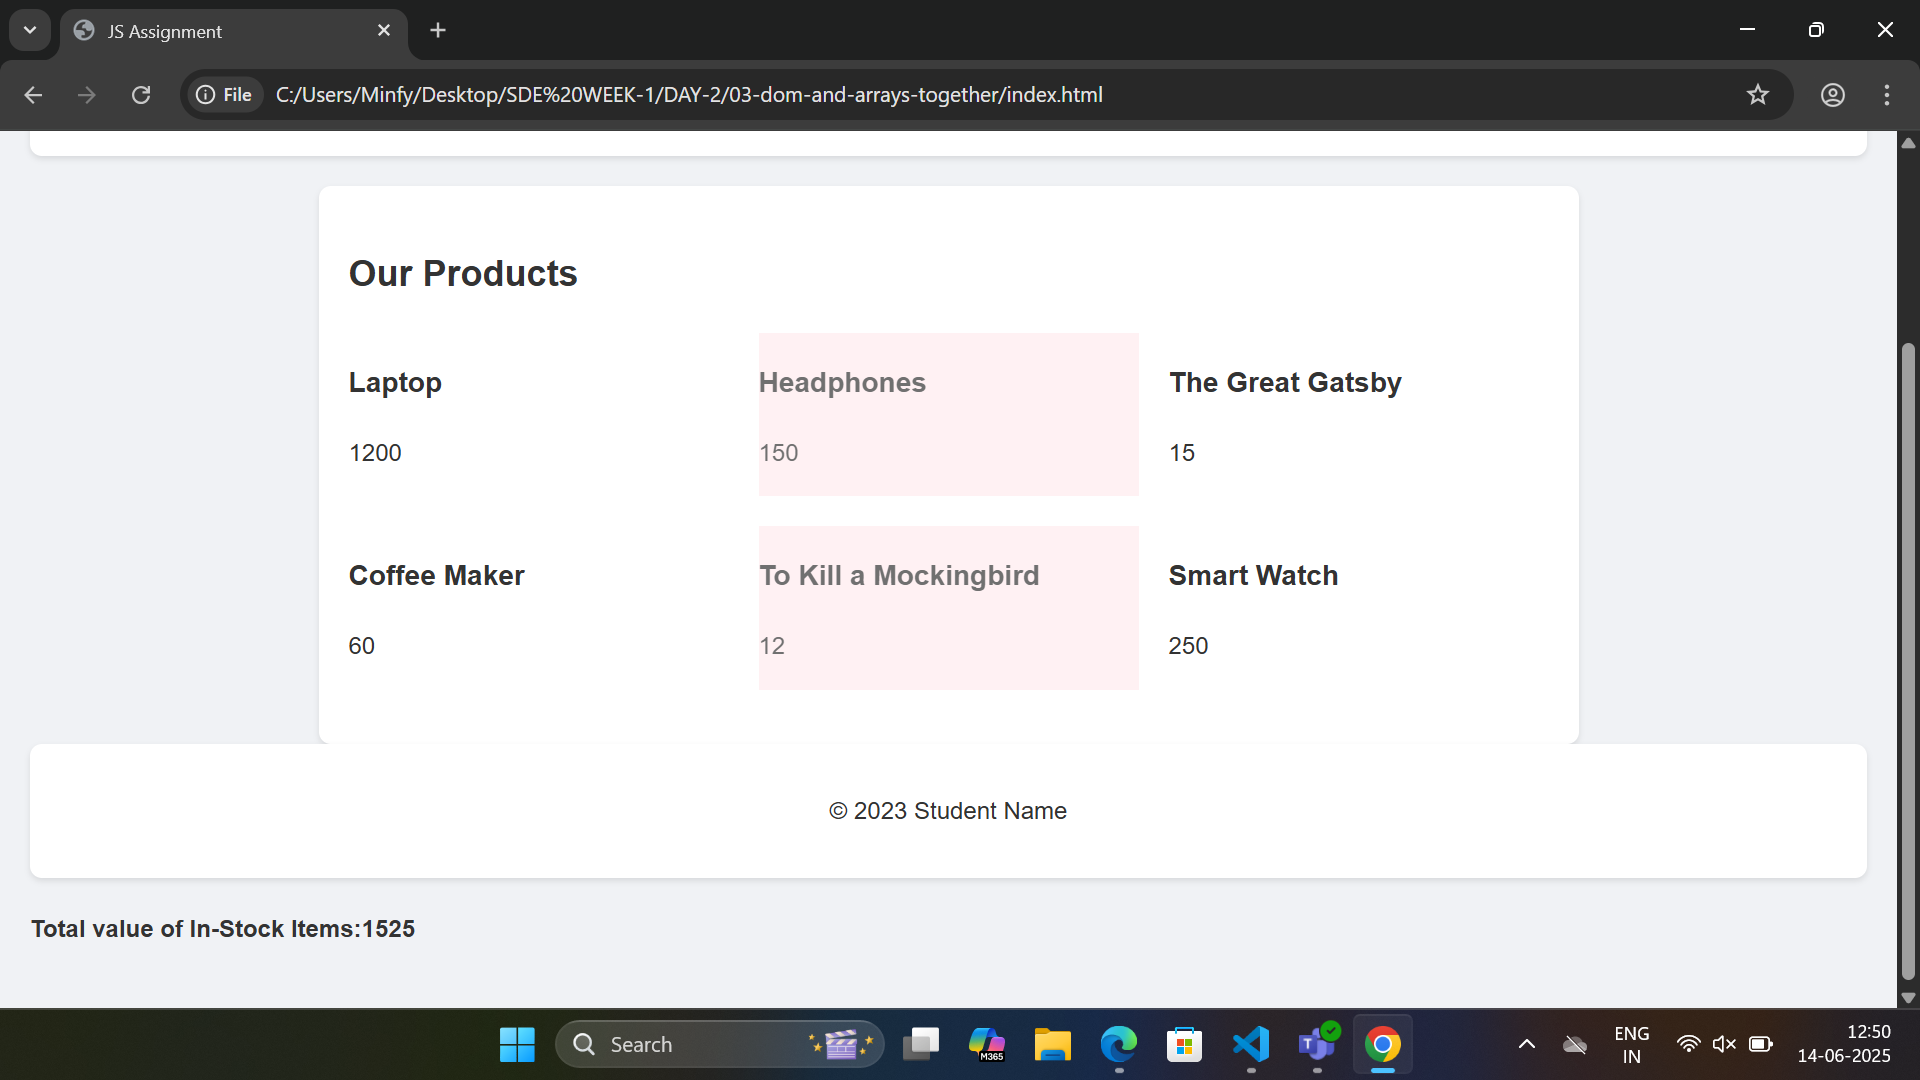 JS Assignment
File
C:/Users/Minfy/Desktop/SDE%20WEEK-1/DAY-2/03-dom-and-arrays-together/index.html
Our Products
Laptop
1200
Headphones
150
The Great Gatsby
15
Coffee Maker
60
To Kill a Mockingbird
12
Smart Watch
250
© 2023 Student Name
Total value of In-Stock Items:1525
Search
M365
T
ENG
IN
12:50
14-06-2025